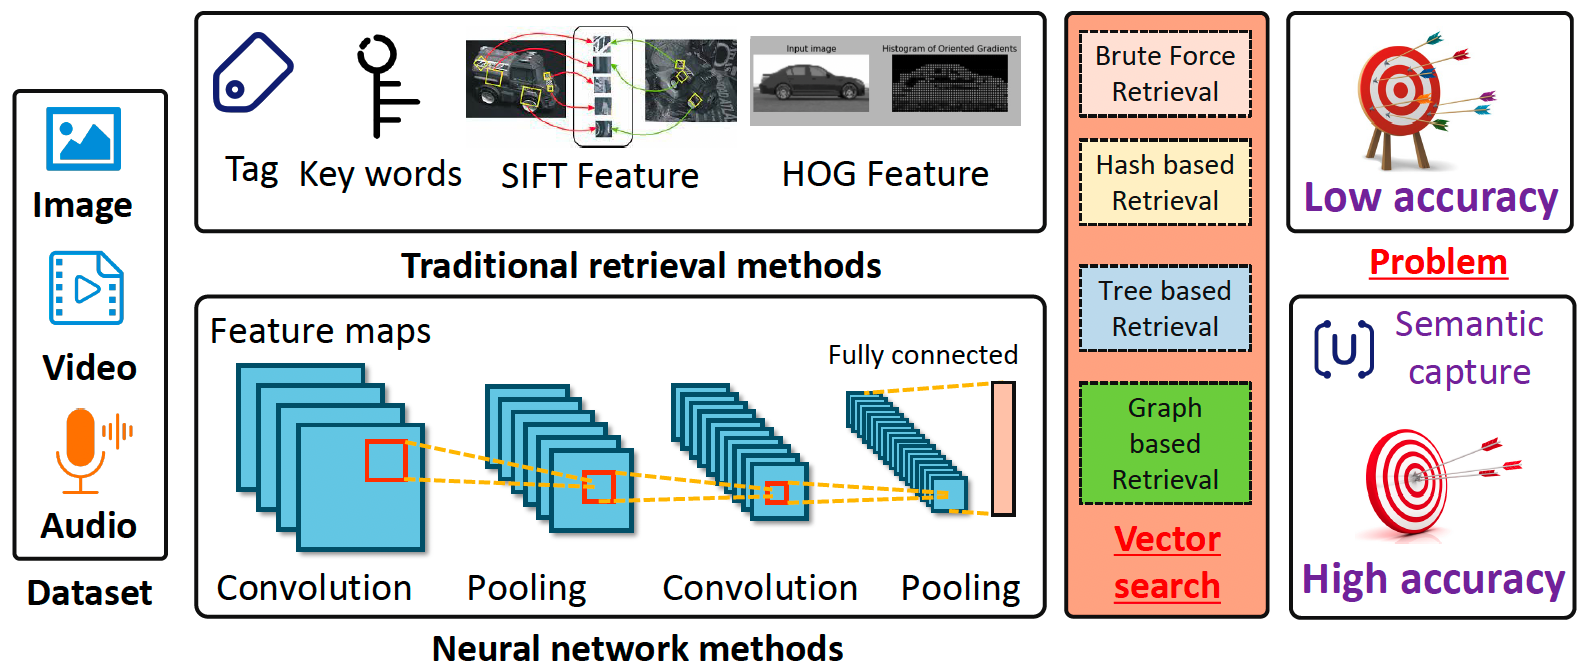 Image
Video
Audio
Dataset
Tag
Key words
SIFT Feature
Input image
Histogram of Oriented Gradients
HOG Feature
Traditional retrieval methods
Feature maps
Fully connected
Convolution
Pooling
Convolution
Pooling
Neural network methods
Brute Force
Retrieval
Hash based
Retrieval
Tree based
Retrieval
Graph
based
Retrieval
Vector
search
Low accuracy
Problem
U
Semantic
capture
High accuracy